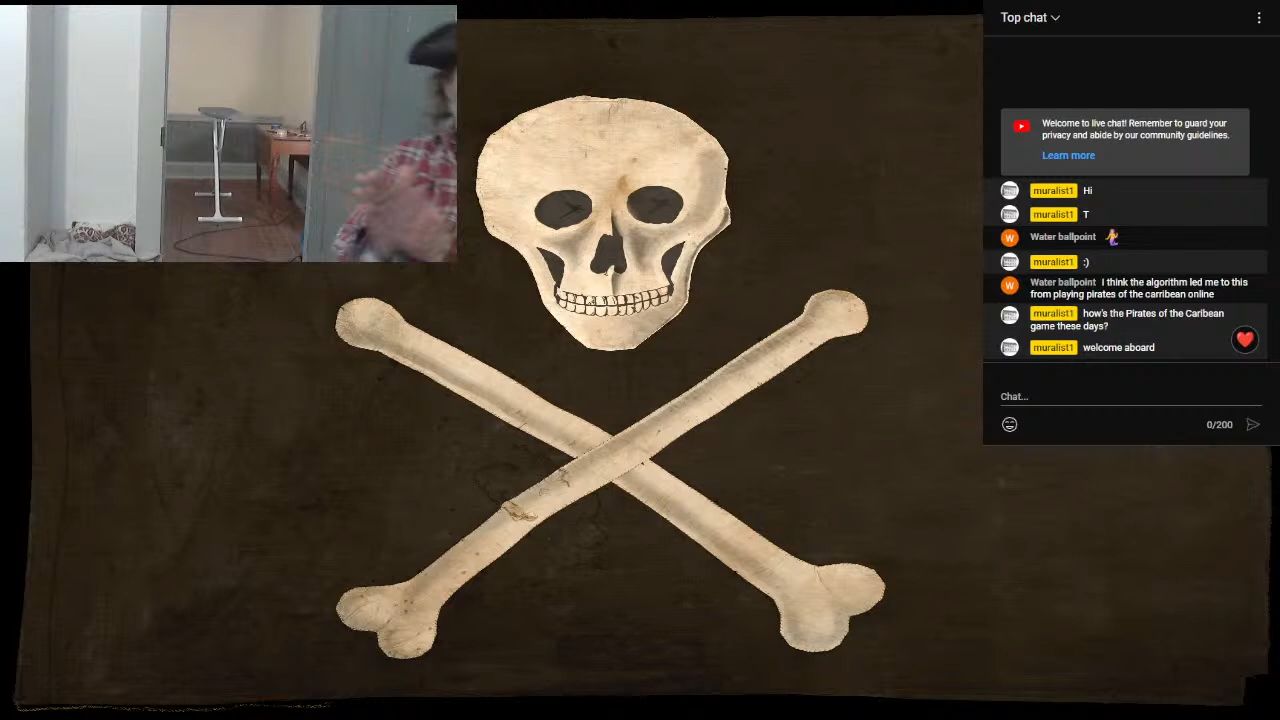 Top chat
Welcome to live chat! Remember to guard your
privacy and abide by our community guidelines.
Learn more
muralist1 Hi
muralist1 T
W Water ballpoint
muralist1 :)
W Water ballpoint I think the algorithm led me to this
from playing pirates of the carribean online
muralist1 how's the Pirates of the Caribean
game these days?
muralist1 welcome aboard
Chat...
0/200